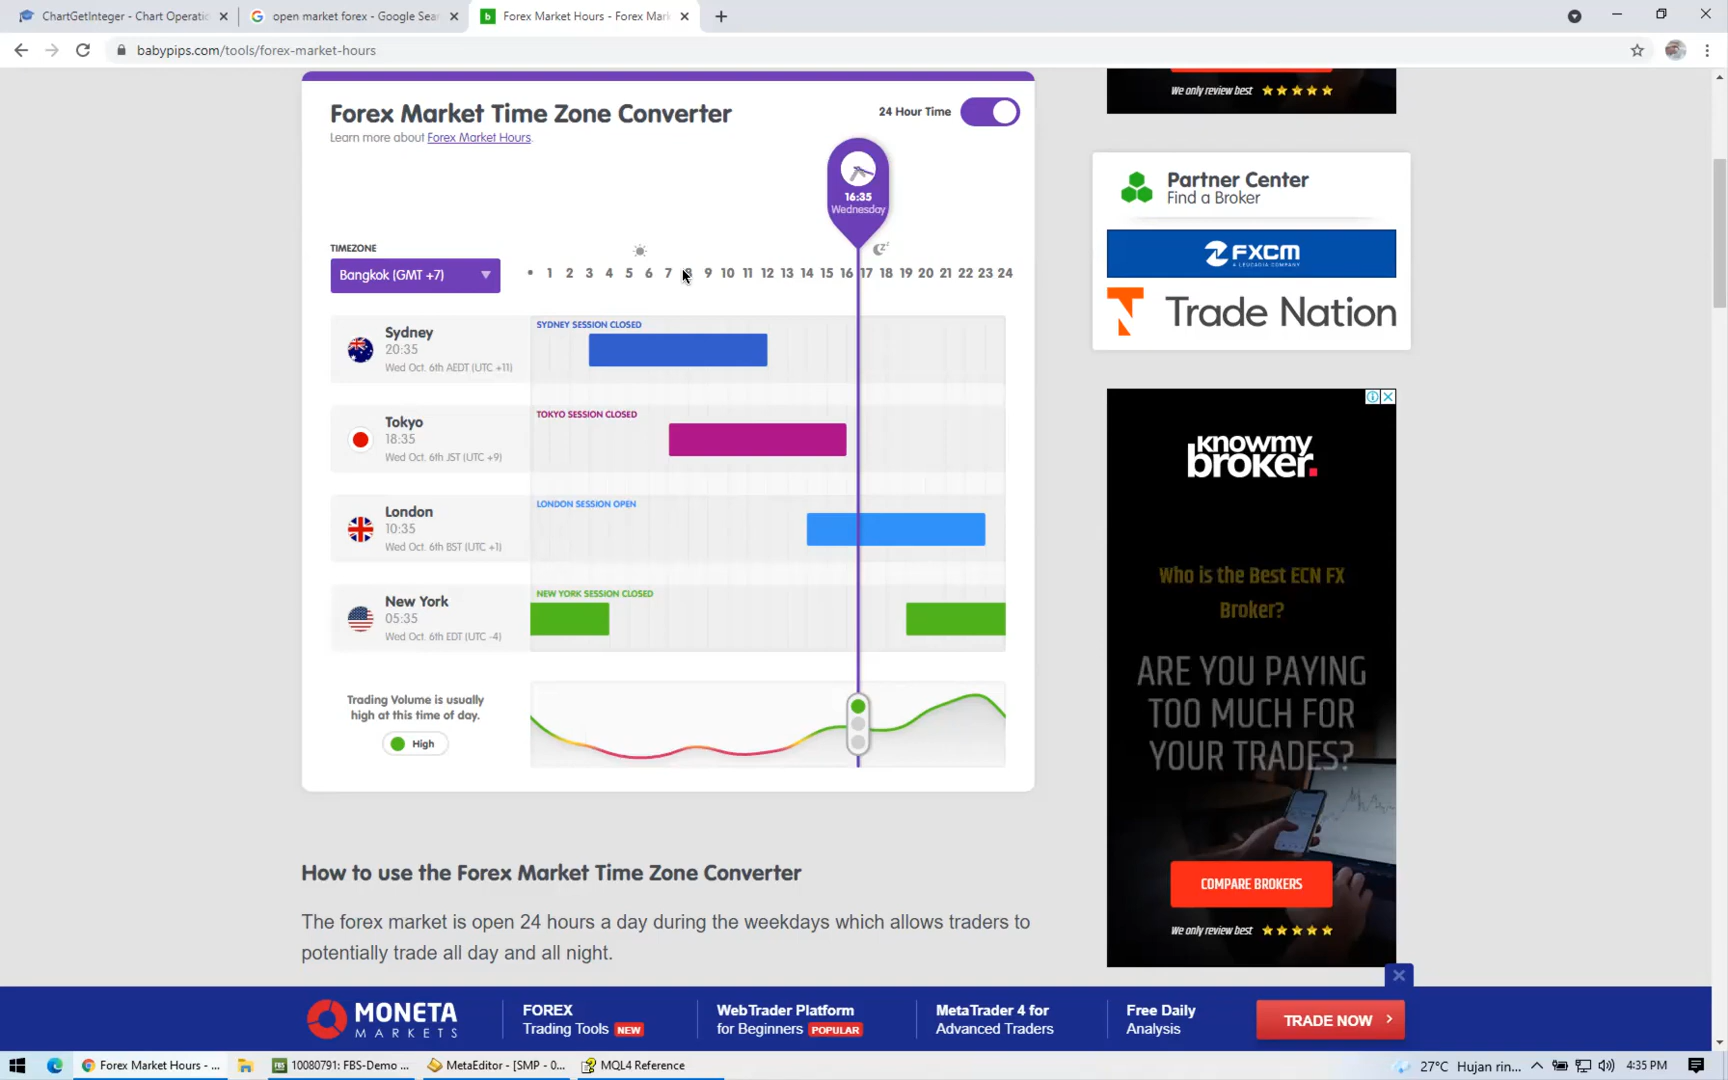 ChartGetInteger - Chart Operatio
open market forex - Google Sear
Forex Market Hours - Forex Mark
babypips.com/tools/forex-market-hours
Forex Market Time Zone Converter
Learn more about Forex Market Hours.
24 Hour Time
16:35
Wednesday
TIMEZONE
Bangkok (GMT +7)
1 2 3 4 5 6 7 8 9 10 11 12 13 14 15 16 17 18 19 20 21 22 23 24
Sydney
20:35
Wed Oct. 6th AEDT (UTC +11)
SYDNEY SESSION CLOSED
Tokyo
18:35
Wed Oct. 6th JST (UTC +9)
TOKYO SESSION CLOSED
London
10:35
Wed Oct. 6th BST (UTC +1)
LONDON SESSION OPEN
New York
05:35
Wed Oct. 6th EDT (UTC -4)
NEW YORK SESSION CLOSED
Trading Volume is usually
high at this time of day.
High
How to use the Forex Market Time Zone Converter
The forex market is open 24 hours a day during the weekdays which allows traders to
potentially trade all day and all night.
We only review best
Partner Center
Find a Broker
FXCM
A LEUCADIA COMPANY
Trade Nation
knowmy
broker.
Who is the Best ECN FX
Broker?
ARE YOU PAYING
TOO MUCH FOR
YOUR TRADES?
COMPARE BROKERS
We only review best
MONETA
MARKETS
FOREX
Trading Tools NEW
WebTrader Platform
for Beginners POPULAR
MetaTrader 4 for
Advanced Traders
Free Daily
Analysis
TRADE NOW
Forex Market Hours - ...
10080791: FBS-Demo ...
MetaEditor - [SMP - 0...
MQL4 Reference
27°C Hujan rin...
4:35 PM